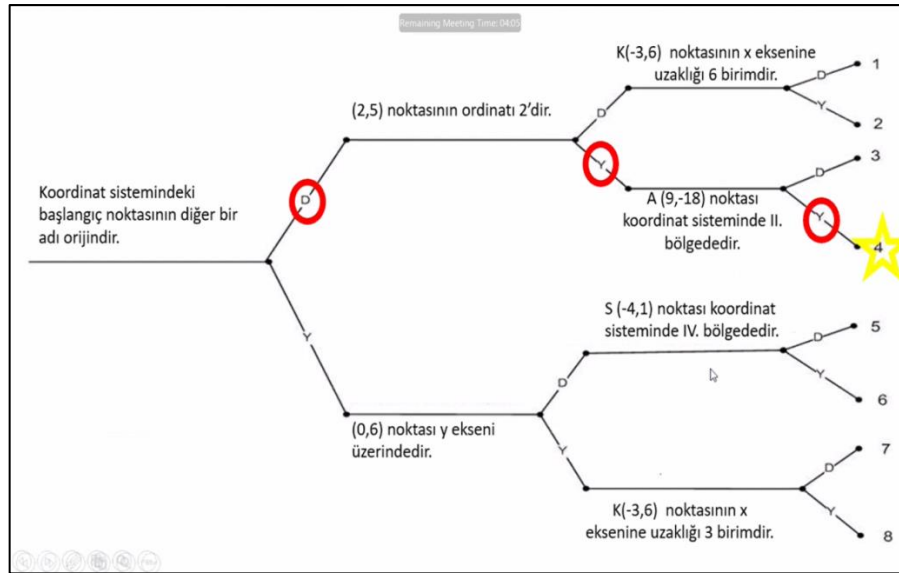 Remaining Meeting Time: 04:05
K(-3,6) noktasının x eksenine
uzaklığı 6 birimdir.
D
1
Y
2
(2,5) noktasının ordinatı 2'dir.
D
Y
D
3
A (9,-18) noktası
koordinat sisteminde II.
bölgededir.
Y
4
Koordinat sistemindeki
başlangıç noktasının diğer bir
adı orijindir.
D
Y
S (-4,1) noktası koordinat
sisteminde IV. bölgededir.
D
5
Y
6
D
(0,6) noktası y ekseni
üzerindedir.
Y
D
7
K(-3,6) noktasının x
eksenine uzaklığı 3 birimdir.
Y
8